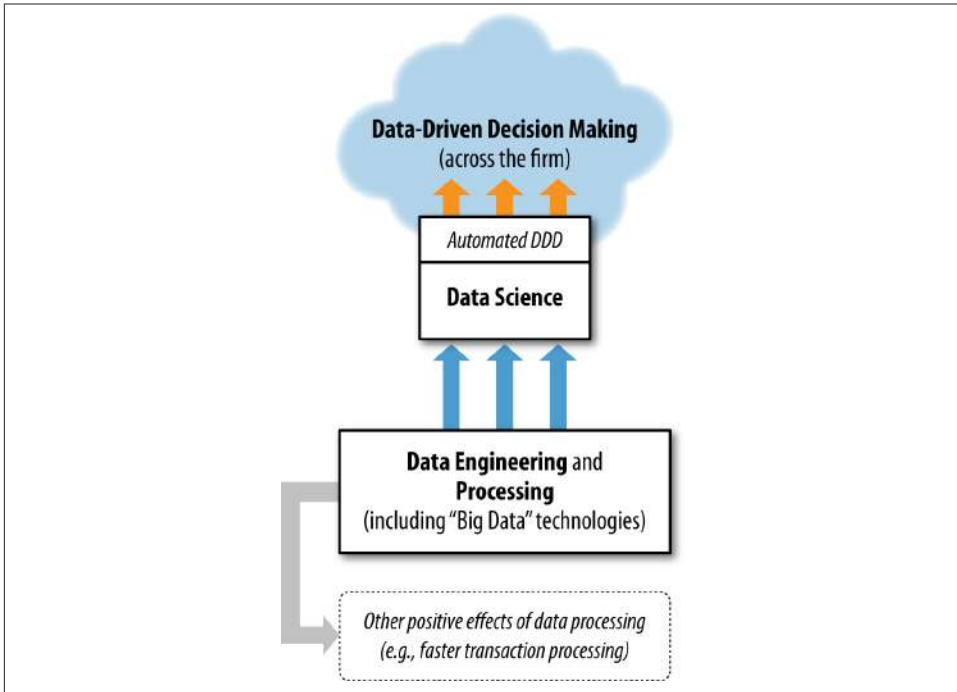 Data-Driven Decision Making
(across the firm)
Automated DDD
Data Science
Data Engineering and
Processing
(including “Big Data” technologies)
Other positive effects of data processing
(e.g., faster transaction processing)